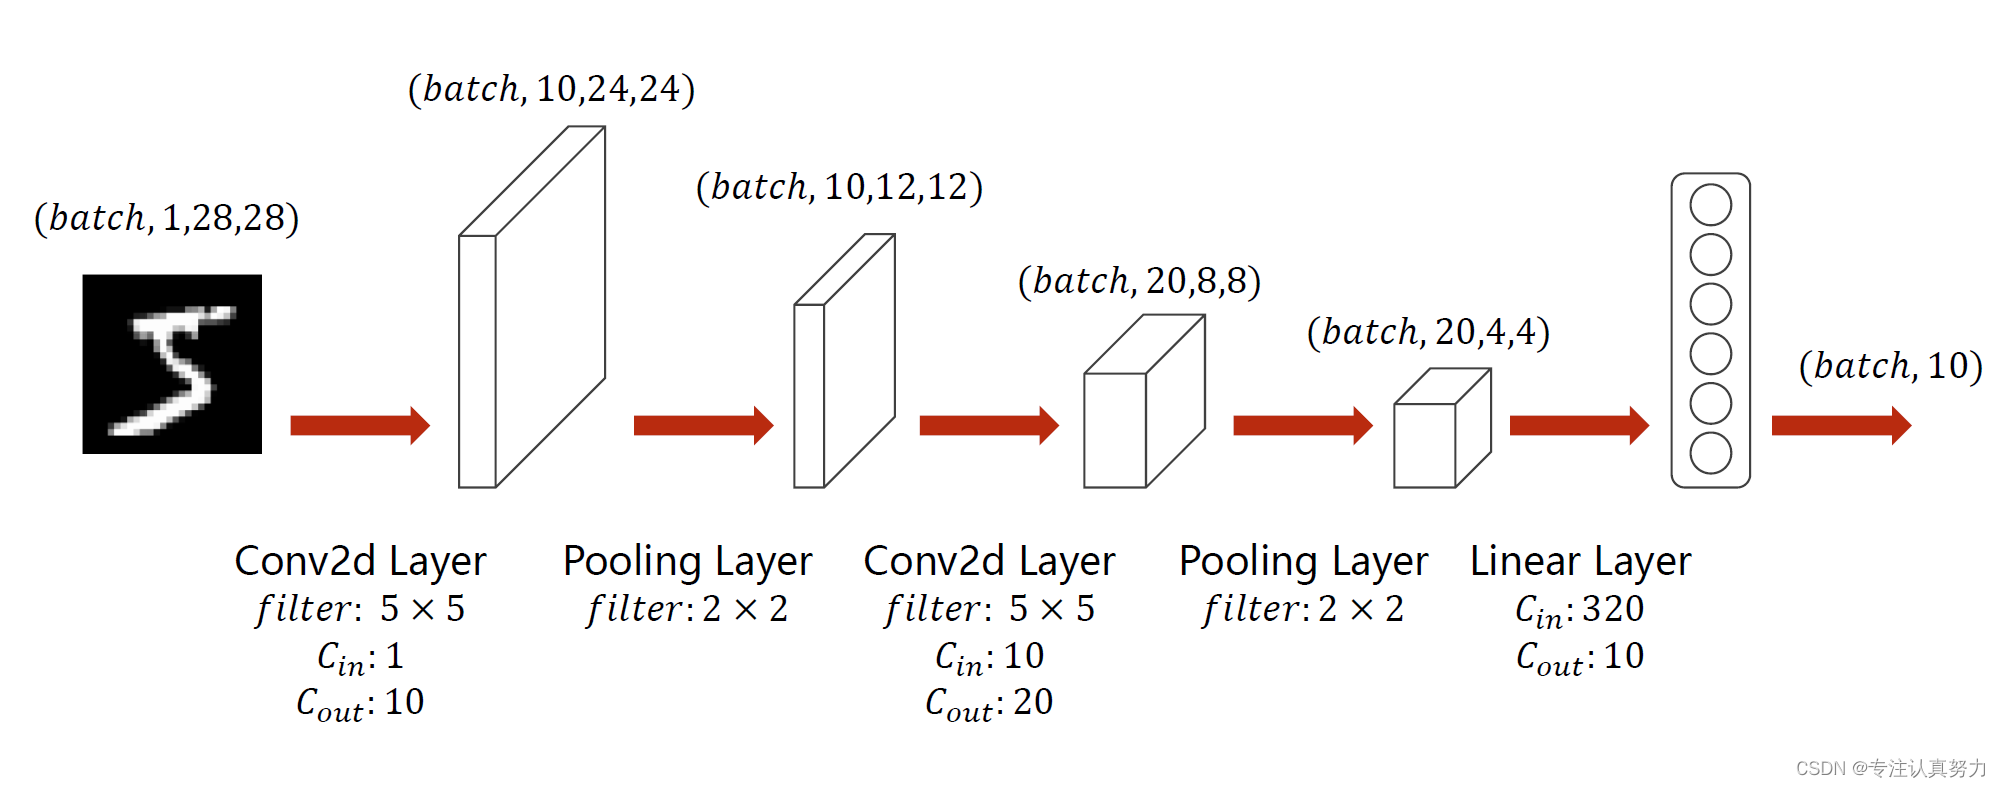 (batch, 10,24,24)
(batch, 10,12,12)
(batch, 1,28,28)
(batch, 20,8,8)
(batch, 20,4,4)
(batch, 10)
Conv2d Layer
filter: 5 × 5
C_in: 1
C_out: 10
Pooling Layer
filter: 2 × 2
Conv2d Layer
filter: 5 × 5
C_in: 10
C_out: 20
Pooling Layer
filter: 2 × 2
Linear Layer
C_in: 320
C_out: 10
CSDN @专注认真努力